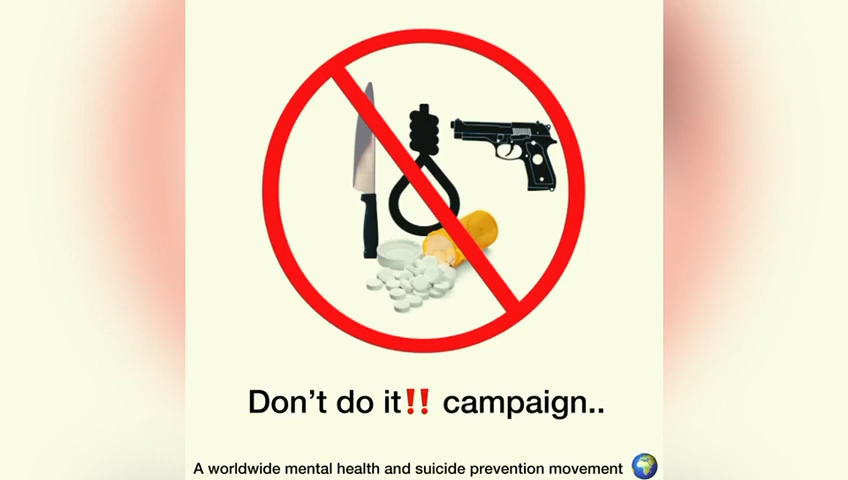 Don’t do it‼️ campaign..
A worldwide mental health and suicide prevention movement 🌍